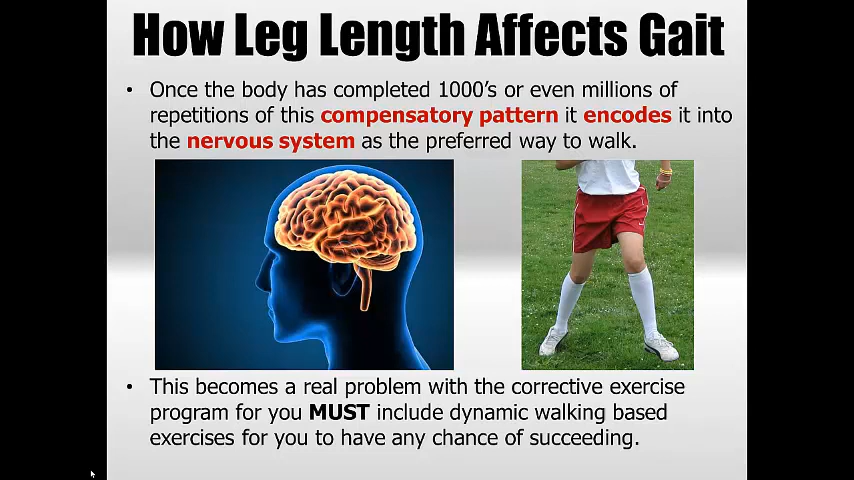 How Leg Length Affects Gait
• Once the body has completed 1000's or even millions of
repetitions of this compensatory pattern it encodes it into
the nervous system as the preferred way to walk.
• This becomes a real problem with the corrective exercise
program for you MUST include dynamic walking based
exercises for you to have any chance of succeeding.